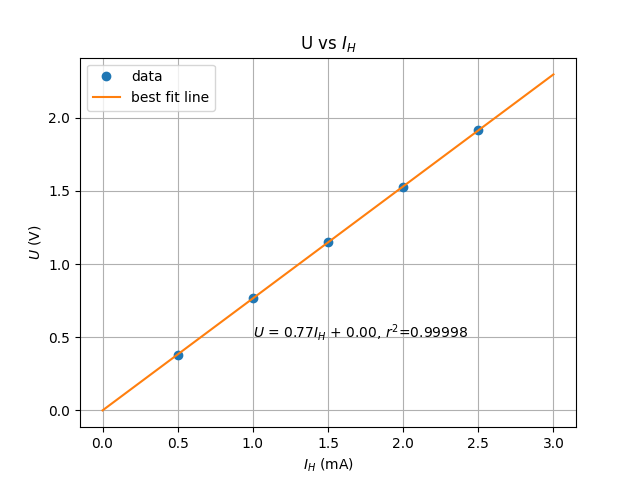 U vs I_H
data
best fit line
U (V)
2.0
1.5
1.0
0.5
0.0
U = 0.77I_H + 0.00, r²=0.99998
0.0 0.5 1.0 1.5 2.0 2.5 3.0
I_H (mA)